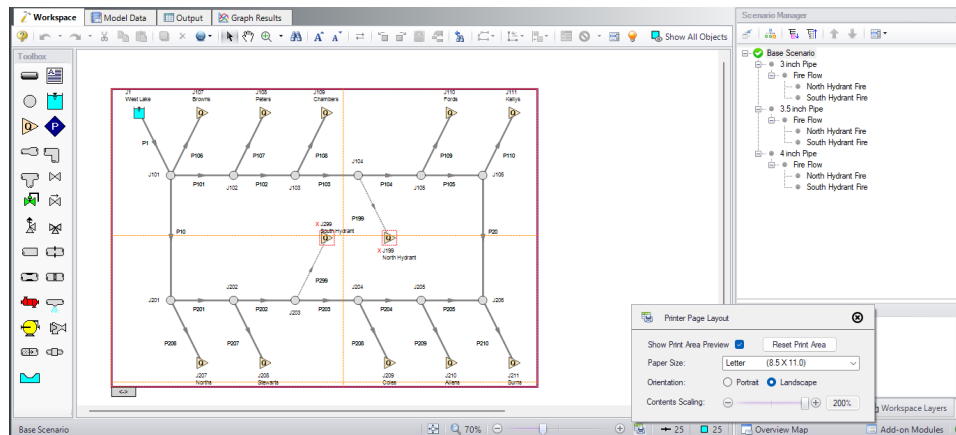 Workspace
Model Data
Output
Graph Results
Show All Objects
Toolbox
J1
West Lake
J107
Browns
J108
Peters
J109
Chambers
J110
Fords
J111
Kellys
P1
P106
P107
P108
P109
P110
J101
P101
J102
P102
J103
P103
J104
P104
J105
P105
J106
P10
P199
P20
X J299
South Hydrant
X J199
North Hydrant
P299
J201
P201
J202
P202
J203
P203
J204
P204
J205
P205
J206
P206
P207
P208
P209
P210
J207
Norths
J208
Stewarts
J209
Coles
J210
Allens
J211
Burns
<->
Scenario Manager
Base Scenario
3 inch Pipe
Fire Flow
North Hydrant Fire
South Hydrant Fire
3.5 inch Pipe
Fire Flow
North Hydrant Fire
South Hydrant Fire
4 inch Pipe
Fire Flow
North Hydrant Fire
South Hydrant Fire
Printer Page Layout
Show Print Area Preview
Reset Print Area
Paper Size:
Letter (8.5 X 11.0)
Orientation:
Portrait
Landscape
Contents Scaling:
200%
Workspace Layers
Base Scenario
70%
25
25
Overview Map
Add-on Modules